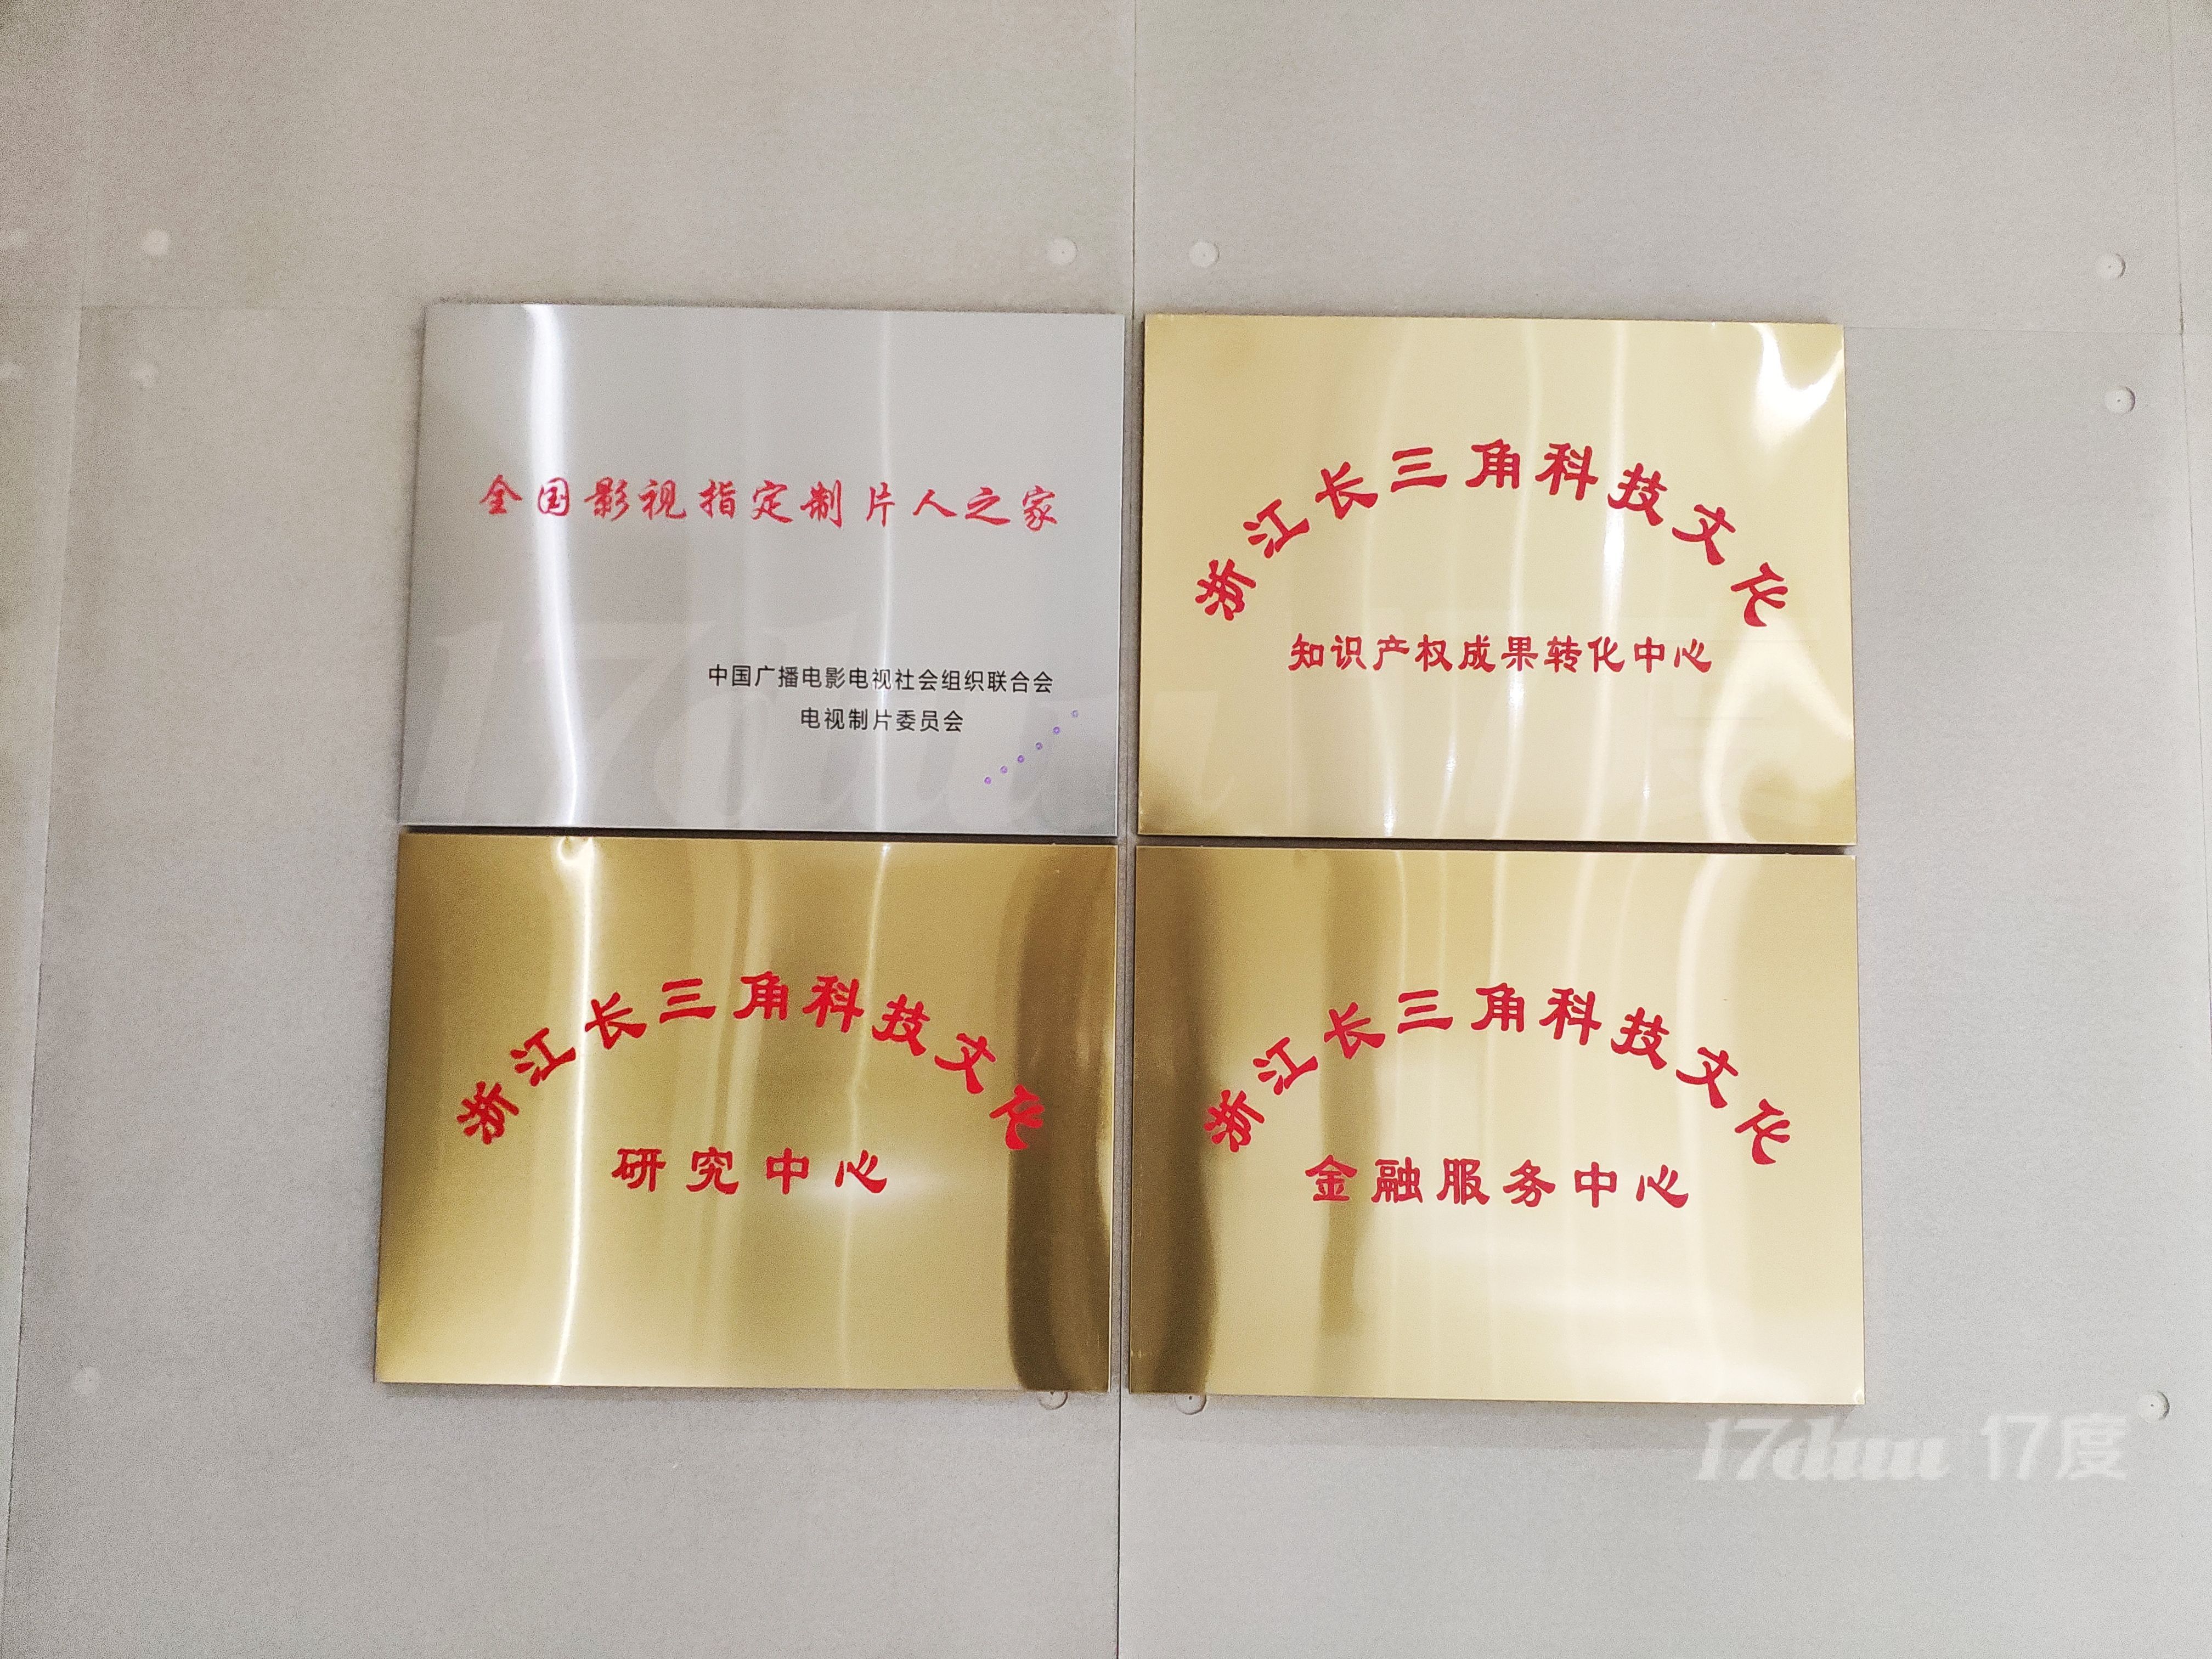 全国影视指定制片人之家
中国广播电影电视社会组织联合会
电视制片委员会
浙江长三角科技文化
知识产权成果转化中心
浙江长三角科技文化
研究中心
浙江长三角科技文化
金融服务中心
17duu 17度